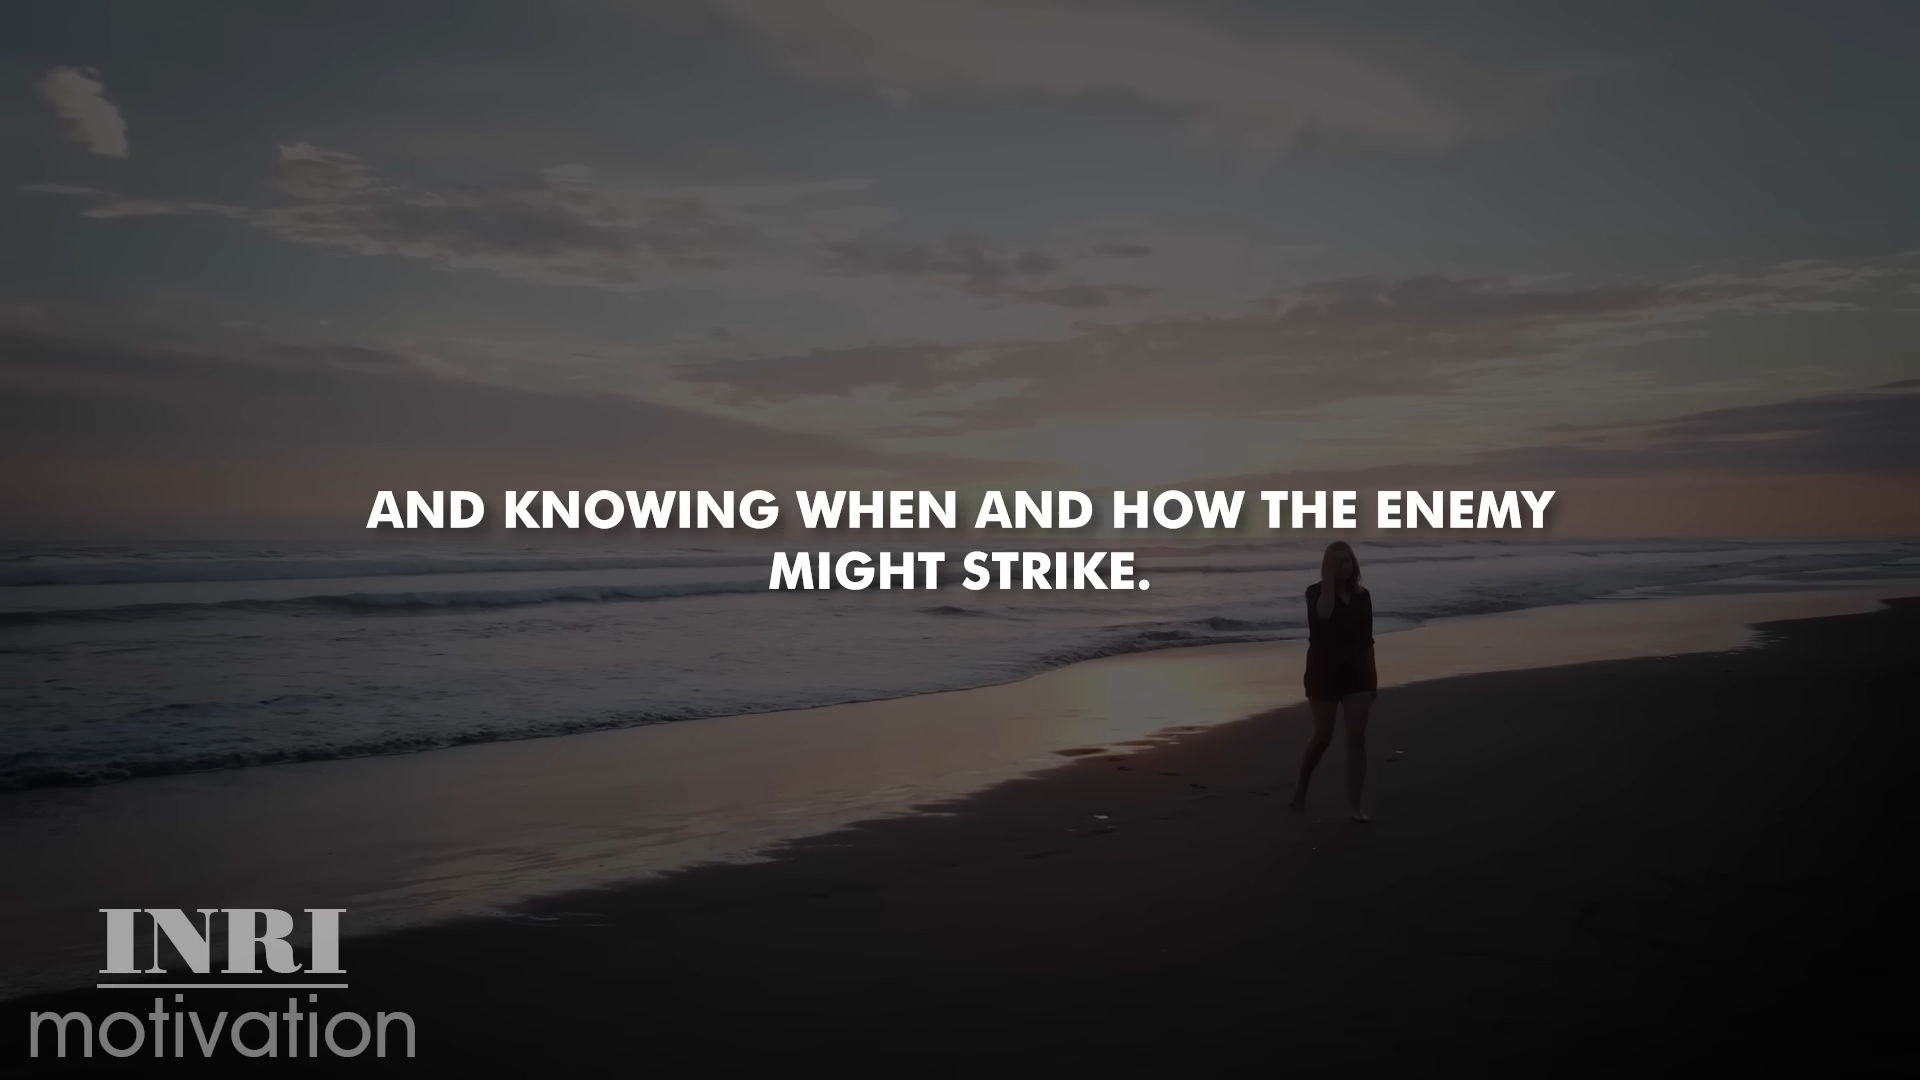 AND KNOWING WHEN AND HOW THE ENEMY
MIGHT STRIKE.
INRI
motivation